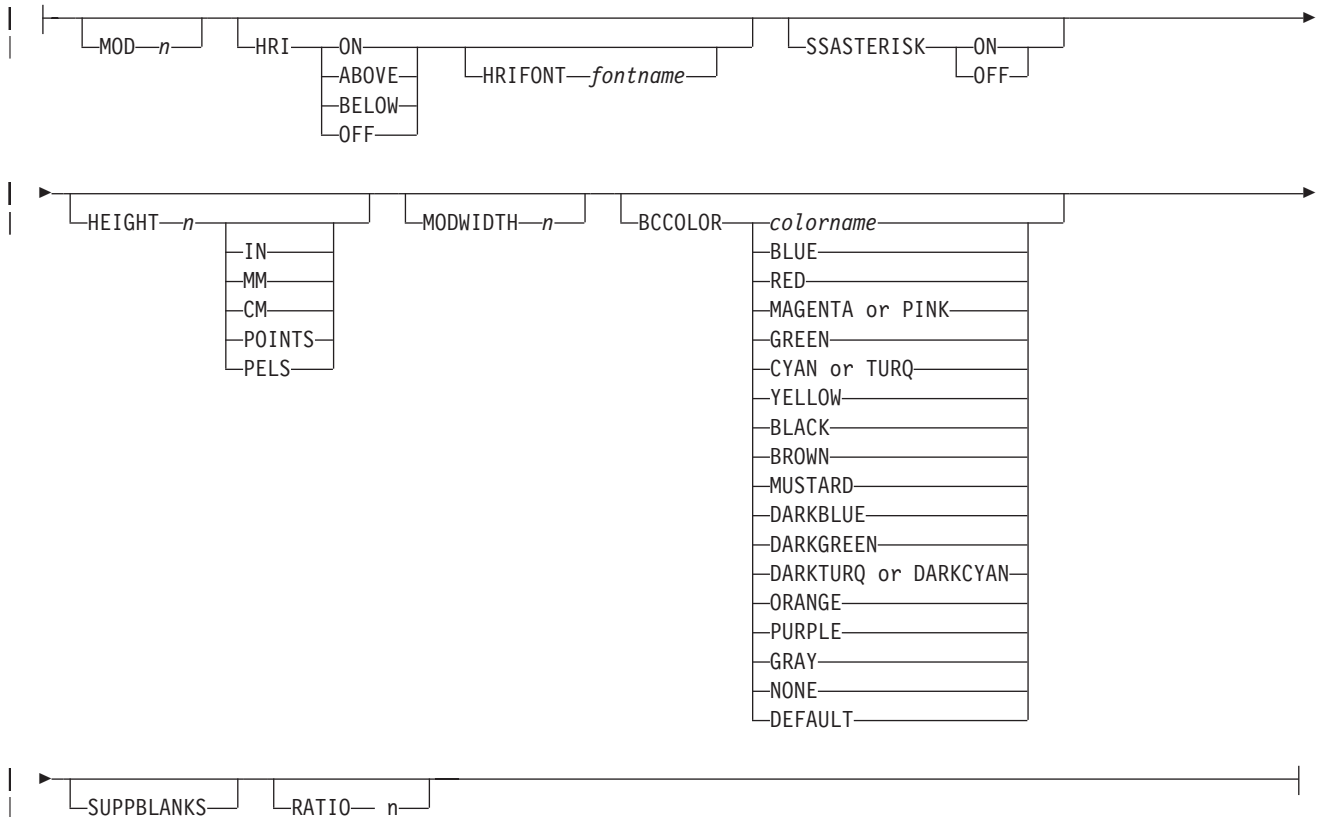 MOD n HRI ON SSASTERISK ON
ABOVE HRIFONT fontname OFF
BELOW
OFF
HEIGHT n MODWIDTH n BCCOLOR colorname
IN BLUE
MM RED
CM MAGENTA or PINK
POINTS GREEN
PELS CYAN or TURQ
YELLOW
BLACK
BROWN
MUSTARD
DARKBLUE
DARKGREEN
DARKTURQ or DARKCYAN
ORANGE
PURPLE
GRAY
NONE
DEFAULT
SUPPBLANKS RATIO n